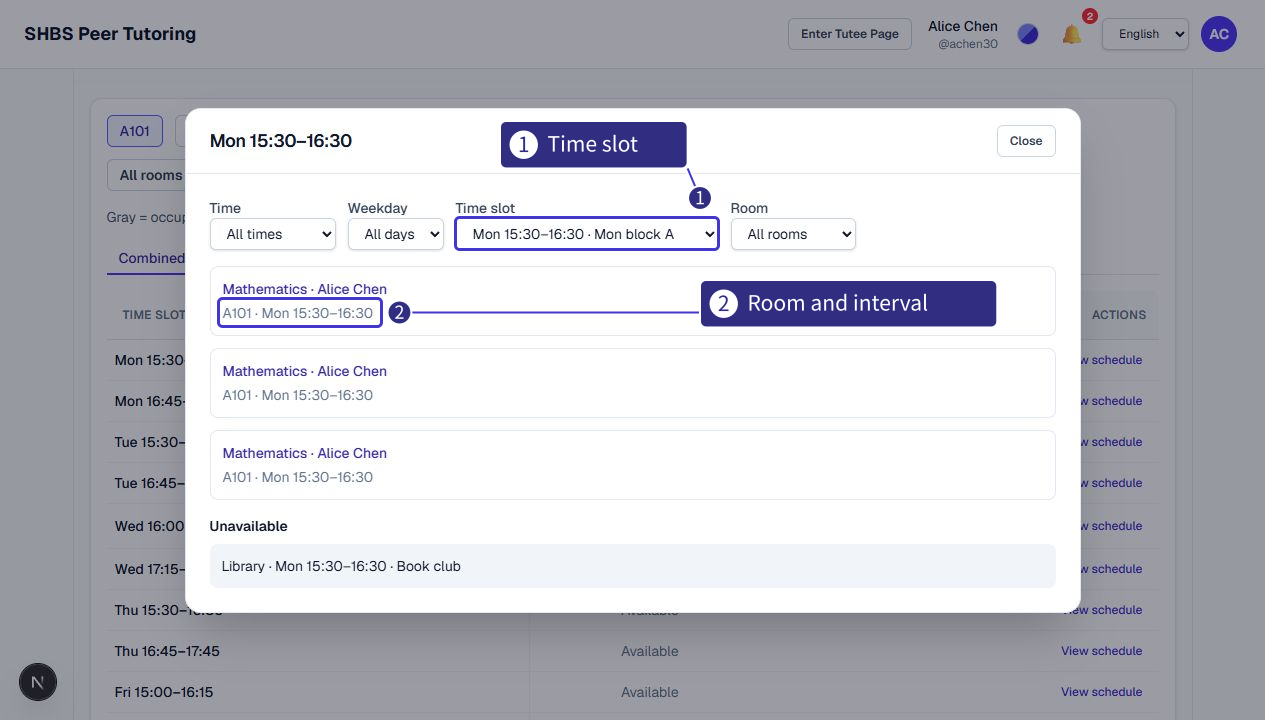 SHBS Peer Tutoring
Enter Tutee Page
Alice Chen
@achen30
2
English
AC
A101
All rooms
Gray = occup
Combined
TIME SLOT
ACTIONS
Mon 15:30–16:30
1 Time slot
Close
1
Time
Weekday
Time slot
Room
All times
All days
Mon 15:30–16:30 · Mon block A
All rooms
Mathematics · Alice Chen
A101 · Mon 15:30–16:30
2
2 Room and interval
Mathematics · Alice Chen
A101 · Mon 15:30–16:30
Mathematics · Alice Chen
A101 · Mon 15:30–16:30
Unavailable
Library · Mon 15:30–16:30 · Book club
Mon 15:30–
w schedule
Mon 16:45–
w schedule
Tue 15:30–
w schedule
Tue 16:45–
w schedule
Wed 16:00
w schedule
Wed 17:15–
w schedule
Thu 15:30–16:30
Available
View schedule
Thu 16:45–17:45
Available
View schedule
Fri 15:00–16:15
Available
View schedule
N